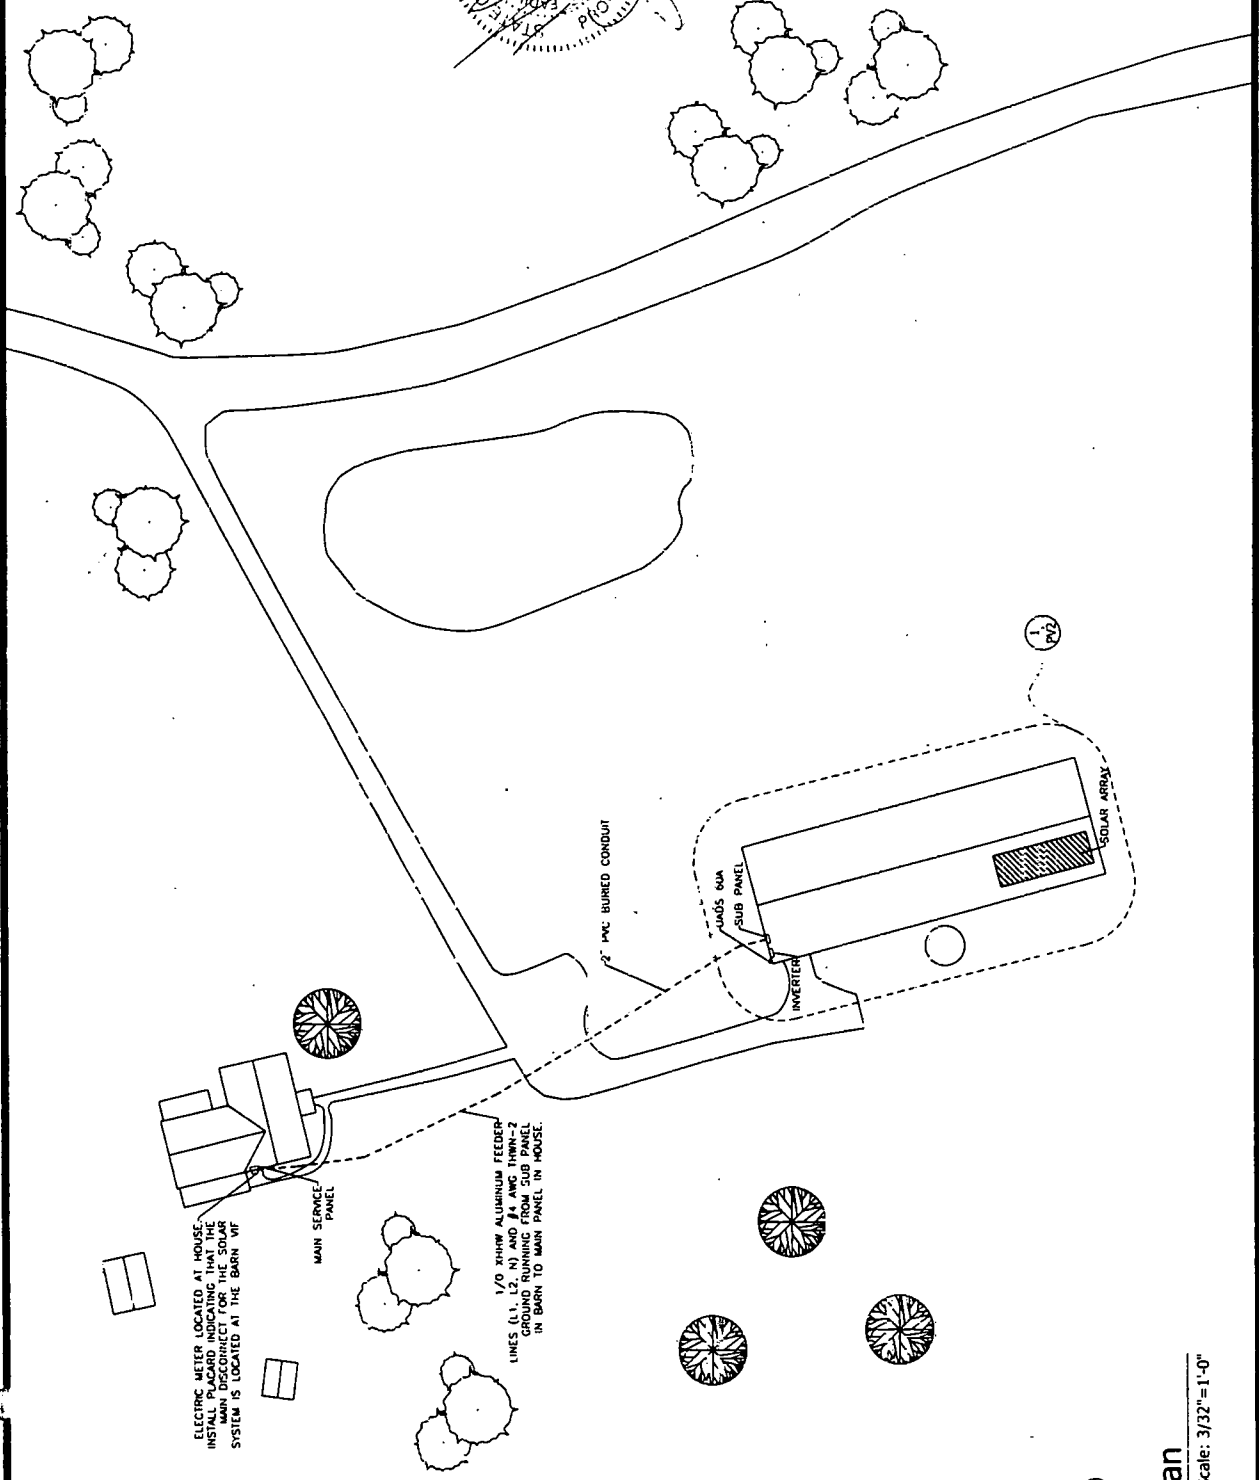 ELECTRIC METER LOCATED AT HOUSE.
INSTALL PLACARD INDICATING THAT THE
MAIN DISCONNECT FOR THE SOLAR
SYSTEM IS LOCATED AT THE BARN VIF
MAIN SERVICE
PANEL
1/0 XHHW ALUMINUM FEEDER
LINES (L1, L2, N) AND #4 AWG THWN-2
GROUND RUNNING FROM SUB PANEL
IN BARN TO MAIN PANEL IN HOUSE.
2" PVC BURIED CONDUIT
UADS 60A
SUB PANEL
INVERTER
SOLAR ARRAY
1
PV2
an
cale: 3/32"=1'-0"
STATE